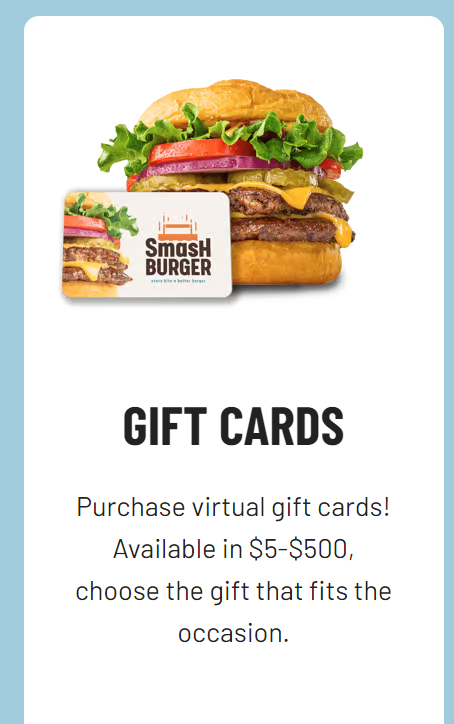 SmasH
BURGER
GIFT CARDS
Purchase virtual gift cards!
Available in $5-$500,
choose the gift that fits the
occasion.